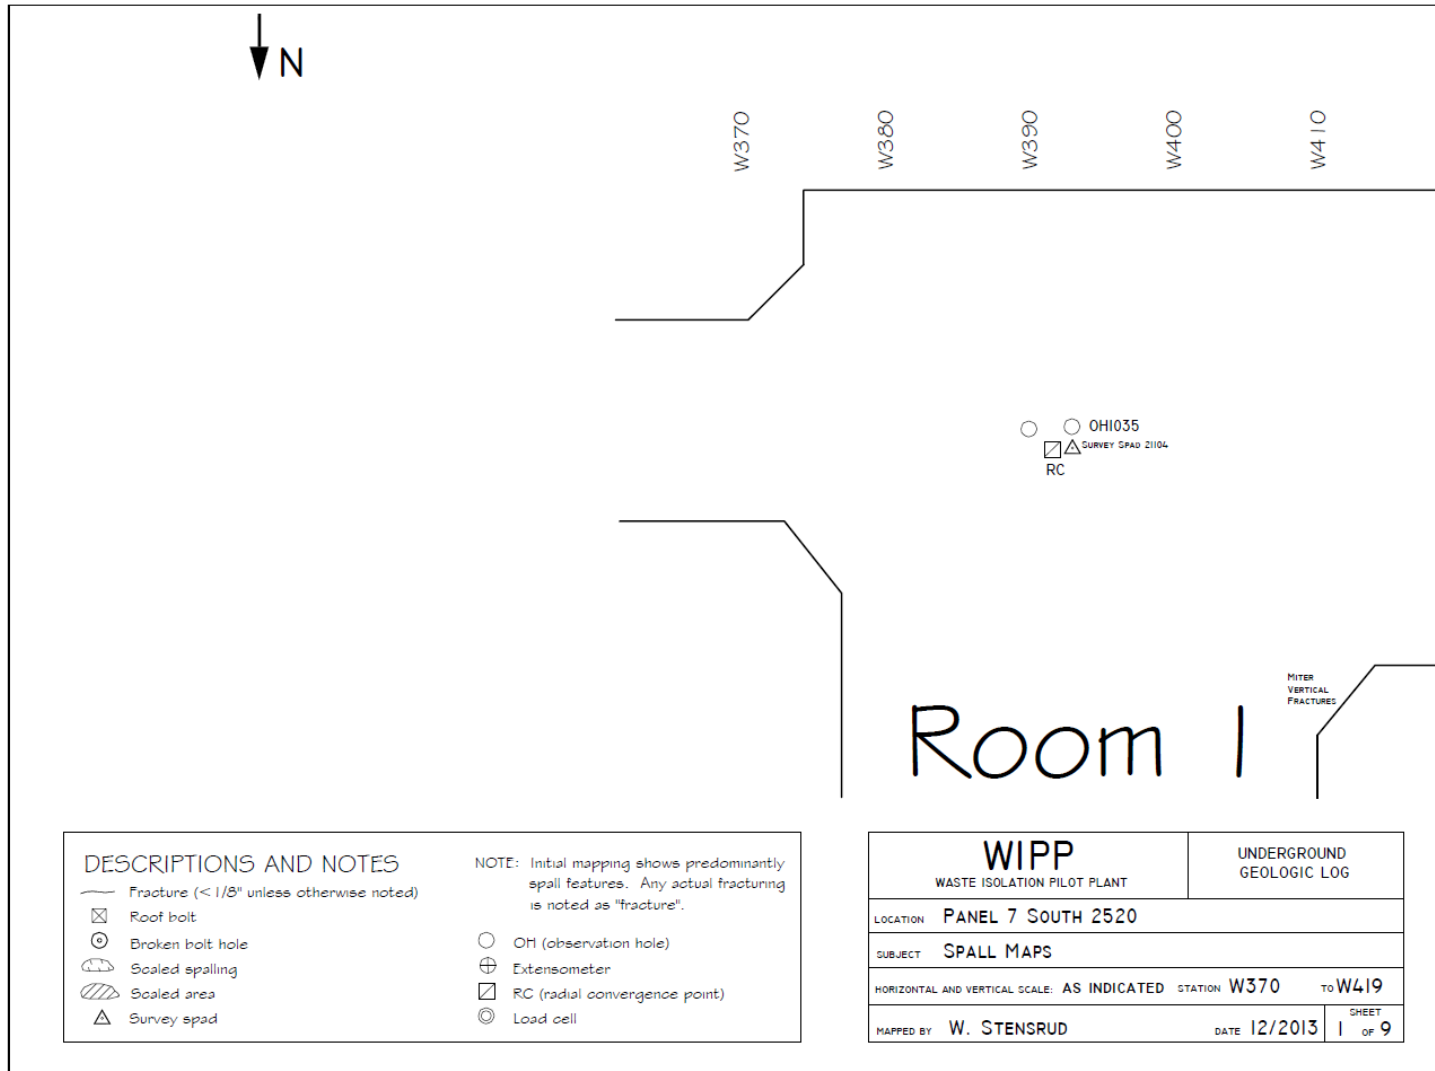 N
W370
W380
W390
W400
W410
OH1035
SURVEY SPAD 21104
RC
MITER
VERTICAL
FRACTURES
Room 1
DESCRIPTIONS AND NOTES
Fracture (< 1/8" unless otherwise noted)
Roof bolt
Broken bolt hole
Scaled spalling
Scaled area
Survey spad
NOTE: Initial mapping shows predominantly
spall features. Any actual fracturing
is noted as "fracture".
OH (observation hole)
Extensometer
RC (radial convergence point)
Load cell
WIPP
WASTE ISOLATION PILOT PLANT
UNDERGROUND
GEOLOGIC LOG
LOCATION PANEL 7 SOUTH 2520
SUBJECT SPALL MAPS
HORIZONTAL AND VERTICAL SCALE: AS INDICATED STATION W370 TO W419
MAPPED BY W. STENSRUD DATE 12/2013 SHEET 1 OF 9